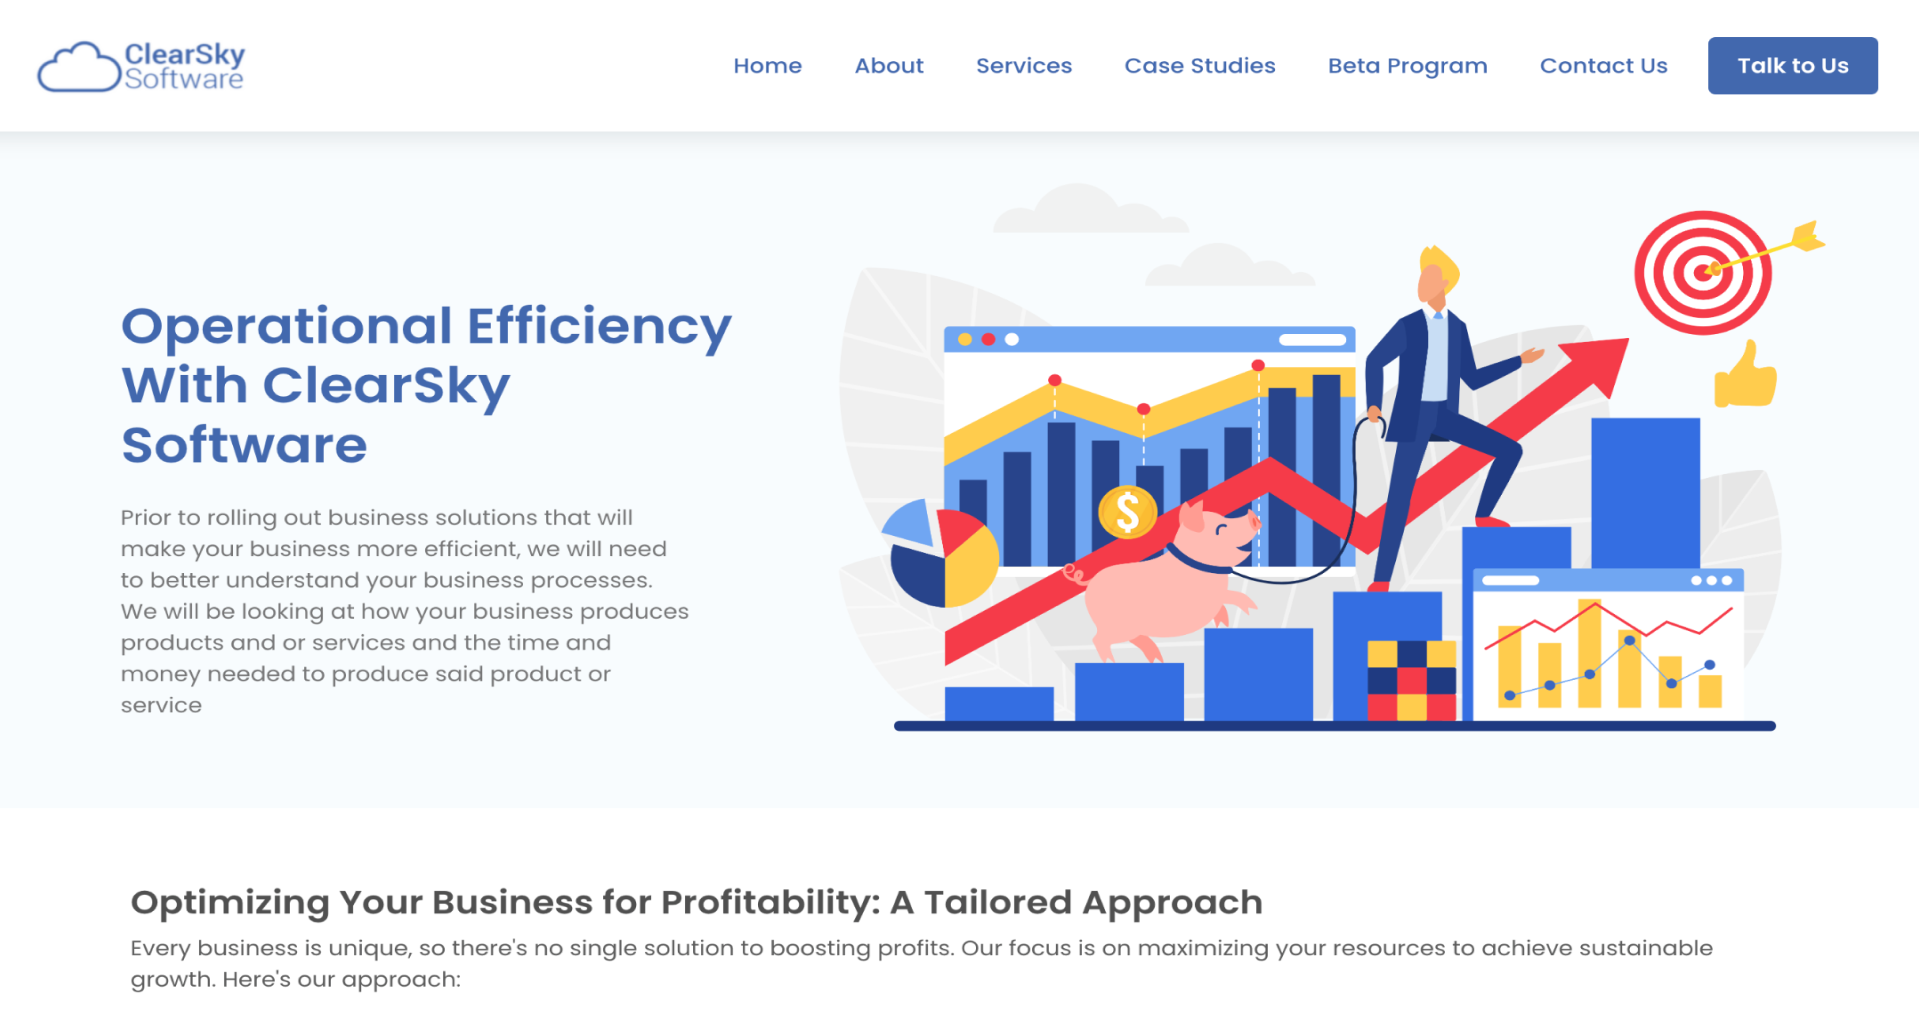 ClearSky
Software
Home About Services Case Studies Beta Program Contact Us Talk to Us
Operational Efficiency
With ClearSky
Software
Prior to rolling out business solutions that will
make your business more efficient, we will need
to better understand your business processes.
We will be looking at how your business produces
products and or services and the time and
money needed to produce said product or
service
$
Optimizing Your Business for Profitability: A Tailored Approach
Every business is unique, so there's no single solution to boosting profits. Our focus is on maximizing your resources to achieve sustainable
growth. Here's our approach: